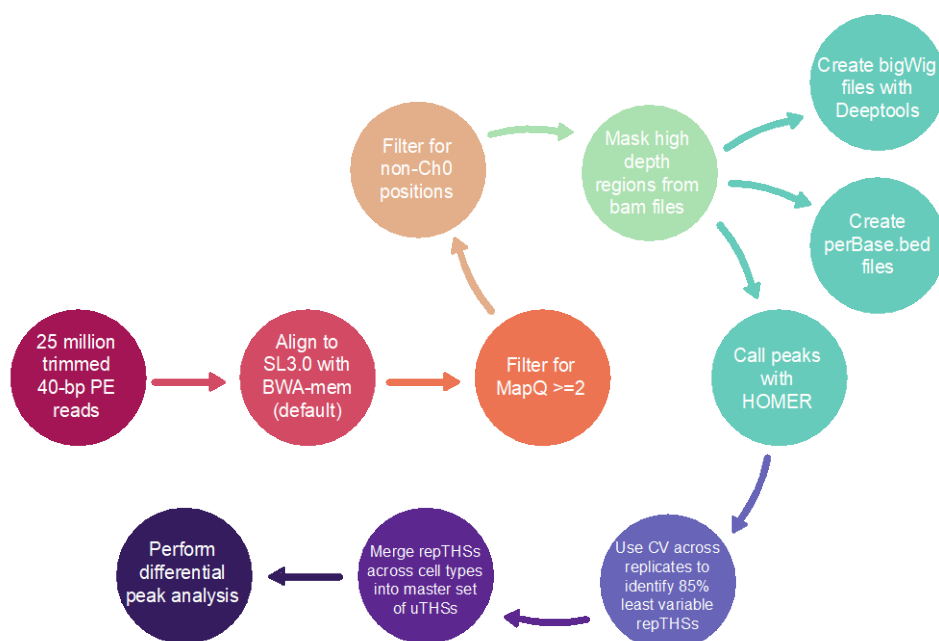 25 million
trimmed
40-bp PE
reads
Align to
SL3.0 with
BWA-mem
(default)
Filter for
MapQ >=2
Filter for
non-Ch0
positions
Mask high
depth
regions from
bam files
Create bigWig
files with
Deeptools
Create
perBase.bed
files
Call peaks
with
HOMER
Use CV across
replicates to
identify 85%
least variable
repTHSs
Merge repTHSs
across cell types
into master set
of uTHSs
Perform
differential
peak analysis